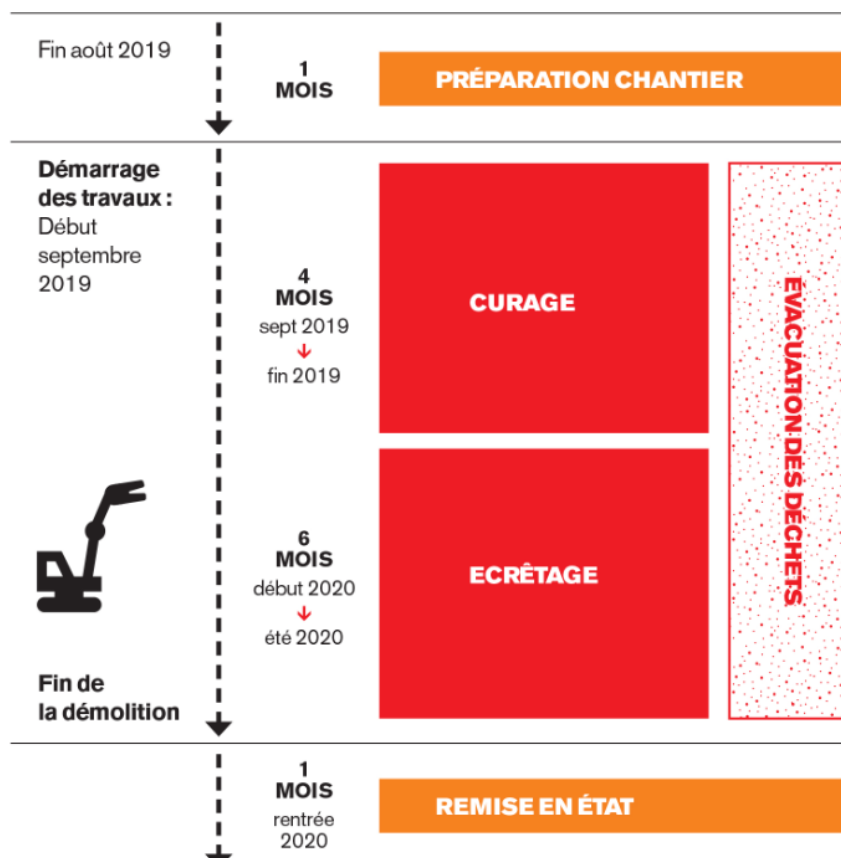 Fin août 2019
1
MOIS
PRÉPARATION CHANTIER
Démarrage
des travaux :
Début
septembre
2019
4
MOIS
sept 2019
fin 2019
CURAGE
ÉVACUATION DES DÉCHETS
6
MOIS
début 2020
été 2020
ECRÊTAGE
Fin de
la démolition
1
MOIS
rentrée
2020
REMISE EN ÉTAT